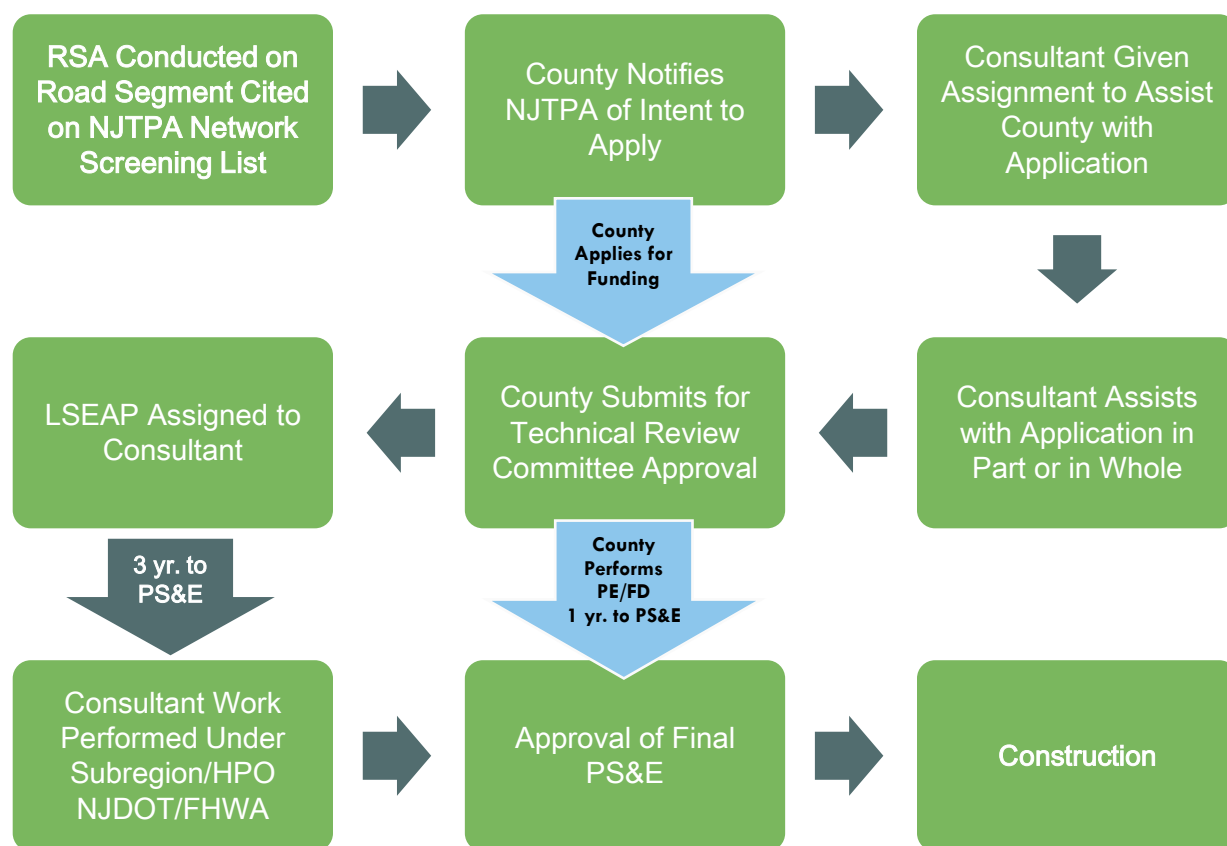 RSA Conducted on
Road Segment Cited
on NJTPA Network
Screening List
County Notifies
NJTPA of Intent to
Apply
Consultant Given
Assignment to Assist
County with
Application
County
Applies for
Funding
LSEAP Assigned to
Consultant
County Submits for
Technical Review
Committee Approval
Consultant Assists
with Application in
Part or in Whole
3 yr. to
PS&E
County
Performs
PE/FD
1 yr. to PS&E
Consultant Work
Performed Under
Subregion/HPO
NJDOT/FHWA
Approval of Final
PS&E
Construction